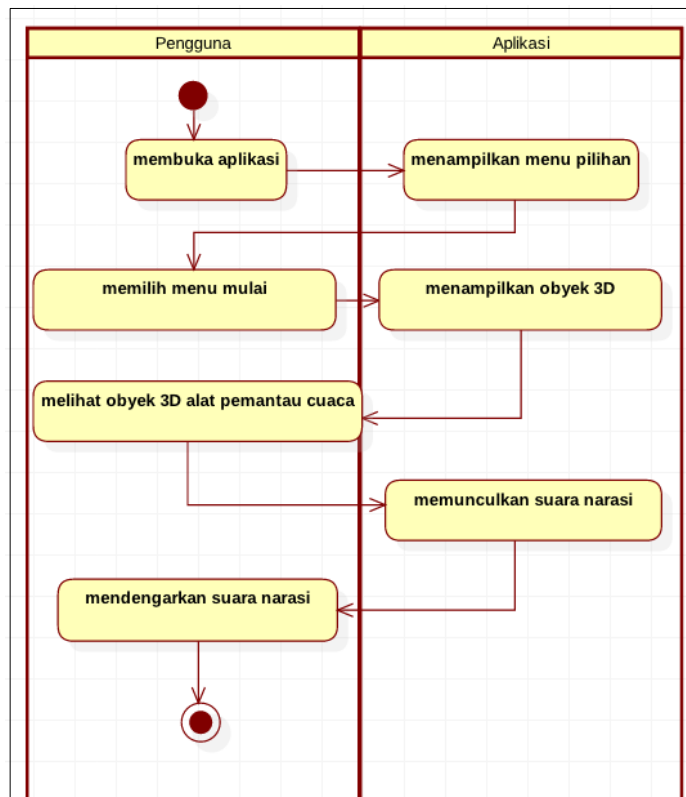 Pengguna
Aplikasi
membuka aplikasi
menampilkan menu pilihan
memilih menu mulai
menampilkan obyek 3D
melihat obyek 3D alat pemantau cuaca
memunculkan suara narasi
mendengarkan suara narasi